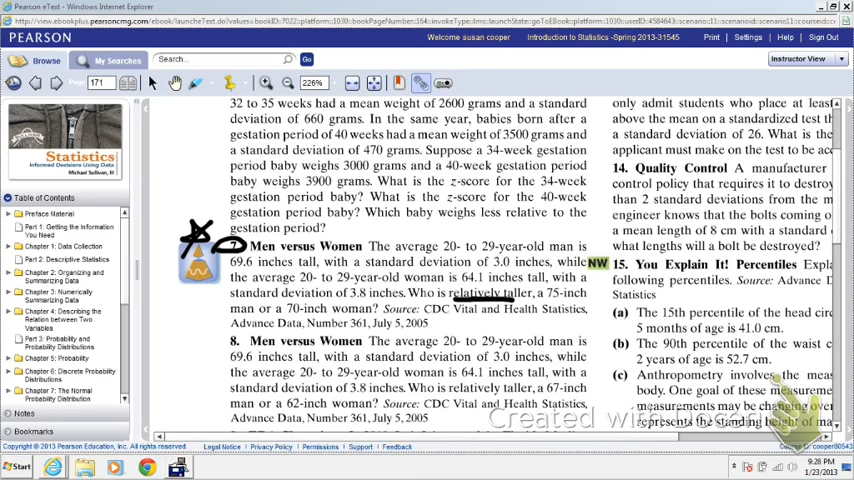 Pearson eText - Windows Internet Explorer
PEARSON
Welcome susan cooper
Introduction to Statistics -Spring 2013-31545
Print
Settings
Help
Sign Out
Browse
My Searches
Search...
Go
Instructor View
Page
171
226%
Statistics
Informed Decisions Using Data
Michael Sullivan, III
Table of Contents
Preface Material
Part 1: Getting the Information
You Need
Chapter 1: Data Collection
Part 2: Descriptive Statistics
Chapter 2: Organizing and
Summarizing Data
Chapter 3: Numerically
Summarizing Data
Chapter 4: Describing the
Relation between Two
Variables
Part 3: Probability and
Probability Distributions
Chapter 5: Probability
Chapter 6: Discrete Probability
Distributions
Chapter 7: The Normal
Probability Distribution
Notes
Bookmarks
32 to 35 weeks had a mean weight of 2600 grams and a standard
deviation of 660 grams. In the same year, babies born after a
gestation period of 40 weeks had a mean weight of 3500 grams and
a standard deviation of 470 grams. Suppose a 34-week gestation
period baby weighs 3000 grams and a 40-week gestation period
baby weighs 3900 grams. What is the z-score for the 34-week
gestation period baby? What is the z-score for the 40-week
gestation period baby? Which baby weighs less relative to the
gestation period?
7. Men versus Women The average 20- to 29-year-old man is
69.6 inches tall, with a standard deviation of 3.0 inches, while
the average 20- to 29-year-old woman is 64.1 inches tall, with a
standard deviation of 3.8 inches. Who is relatively taller, a 75-inch
man or a 70-inch woman? Source: CDC Vital and Health Statistics,
Advance Data, Number 361, July 5, 2005
8. Men versus Women The average 20- to 29-year-old man is
69.6 inches tall, with a standard deviation of 3.0 inches, while
the average 20- to 29-year-old woman is 64.1 inches tall, with a
standard deviation of 3.8 inches. Who is relatively taller, a 67-inch
man or a 62-inch woman? Source: CDC Vital and Health Statistics,
Advance Data, Number 361, July 5, 2005
only admit students who place at leas
above the mean on a standardized test th
a standard deviation of 26. What is the
applicant must make on the test to be acc
14. Quality Control A manufacturer
control policy that requires it to destroy
than 2 standard deviations from the m
engineer knows that the bolts coming o
a mean length of 8 cm with a standard d
what lengths will a bolt be destroyed?
NW
15. You Explain It! Percentiles Expla
following percentiles. Source: Advance D
Statistics
(a) The 15th percentile of the head circ
5 months of age is 41.0 cm.
(b) The 90th percentile of the waist c
2 years of age is 52.7 cm.
(c) Anthropometry involves the meas
body. One goal of these measureme
measurements may be changing over
represents the standing height of ma
Created with Doceri
Copyright © 2013 Pearson Education, Inc. All Rights Reserved.
Legal Notice
Privacy Policy
Permissions
Support
Feedback
Course ID: cooper80543
Start
9:28 PM
1/23/2013